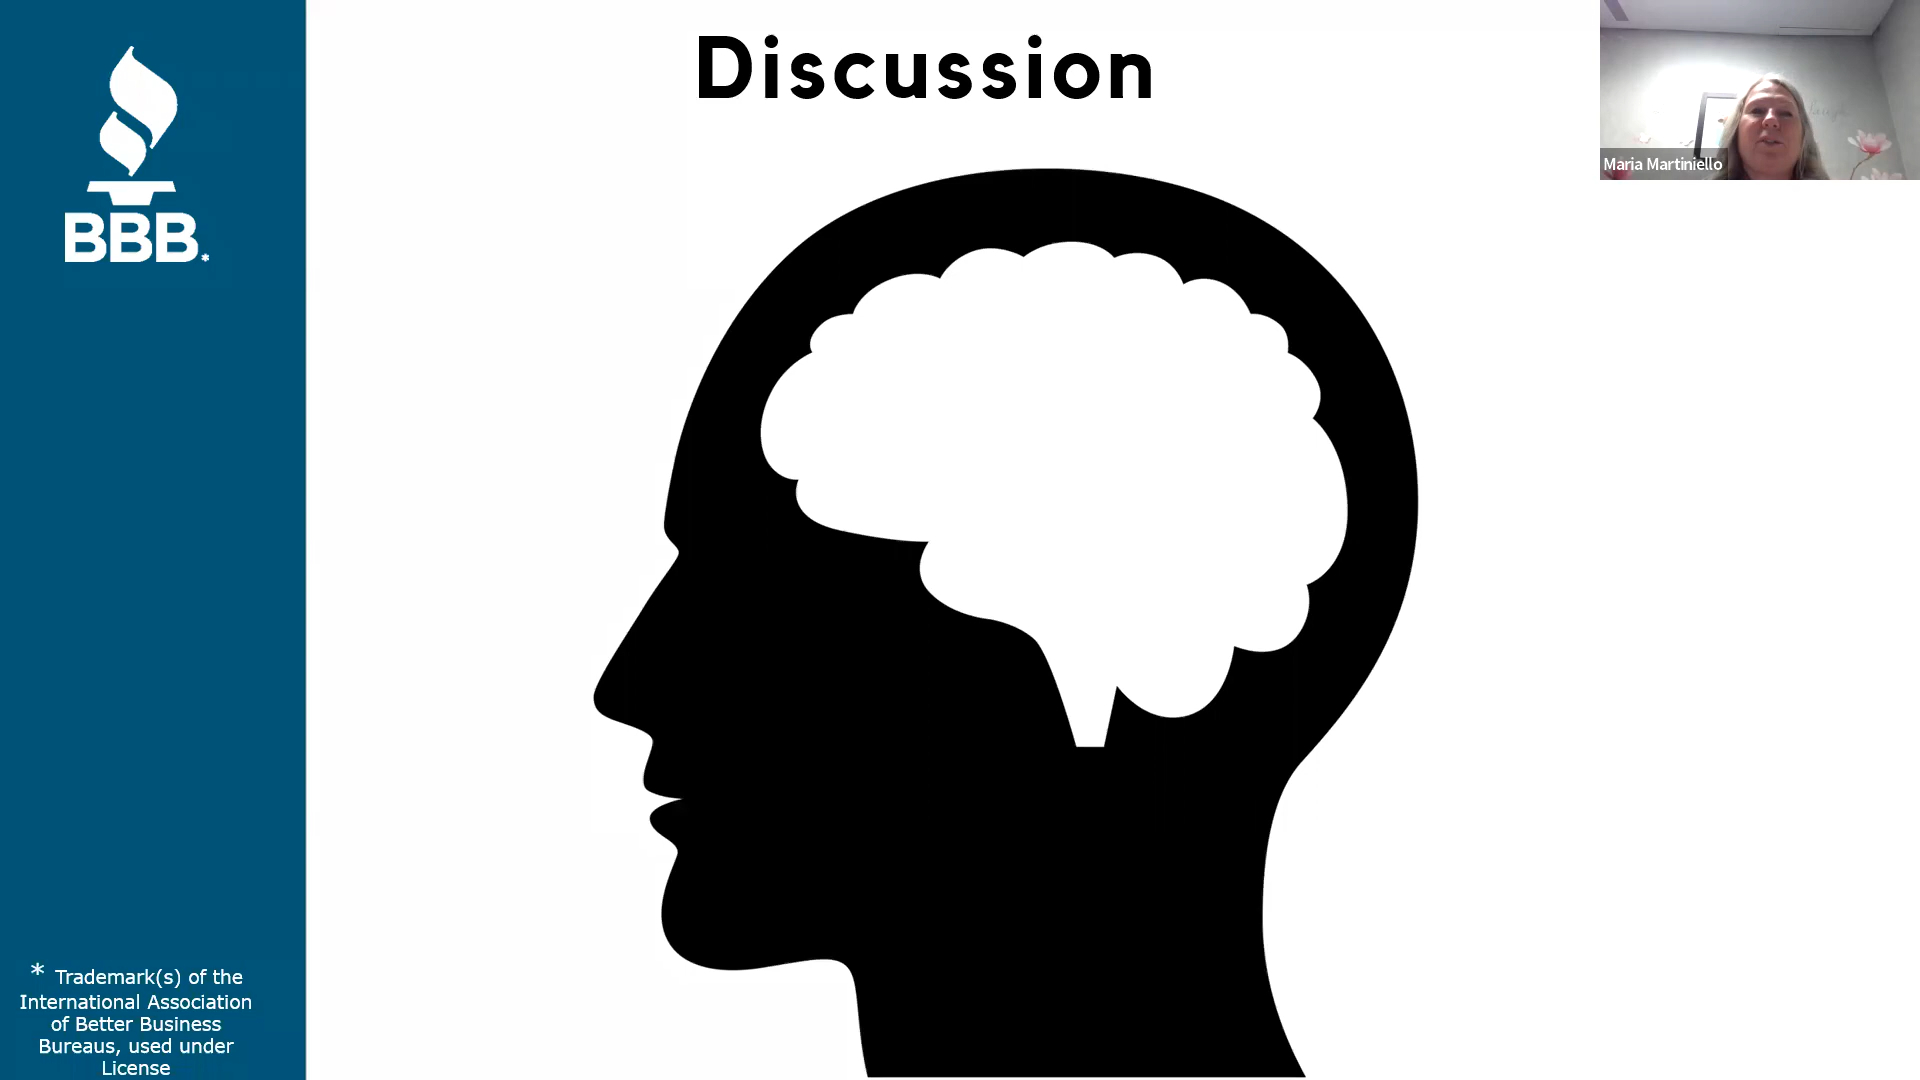 Discussion
BBB.*
Maria Martiniello
* Trademark(s) of the
International Association
of Better Business
Bureaus, used under
License